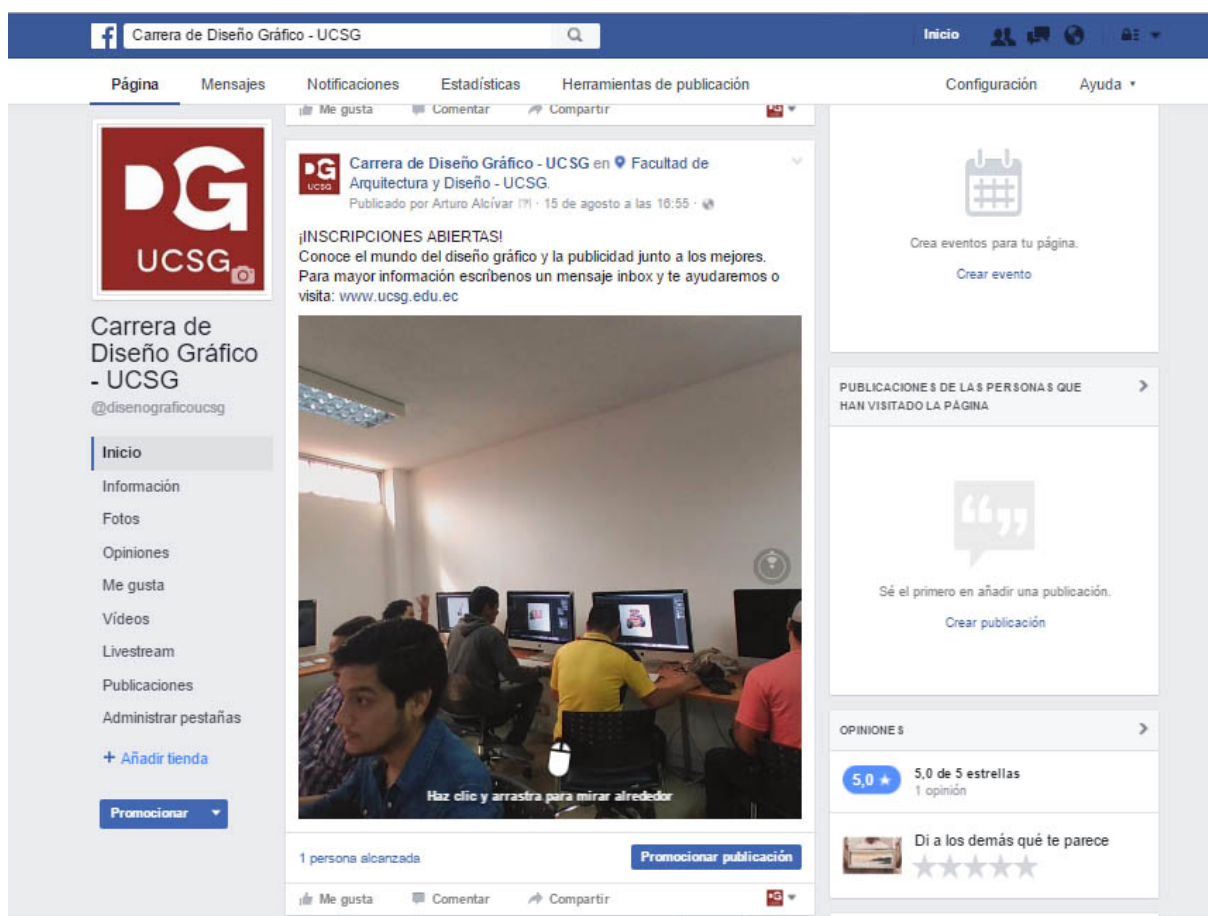 Carrera de Diseño Gráfico - UCSG
Inicio
Página
Mensajes
Notificaciones
Estadísticas
Herramientas de publicación
Configuración
Ayuda
Me gusta
Comentar
Compartir
DG
UCSG
Carrera de
Diseño Gráfico
- UCSG
@disenograficoucsg
Inicio
Información
Fotos
Opiniones
Me gusta
Vídeos
Livestream
Publicaciones
Administrar pestañas
+ Añadir tienda
Promocionar
DG
UCSG
Carrera de Diseño Gráfico - UCSG en Facultad de
Arquitectura y Diseño - UCSG.
Publicado por Arturo Alcívar [?] · 15 de agosto a las 16:55 ·
¡INSCRIPCIONES ABIERTAS!
Conoce el mundo del diseño gráfico y la publicidad junto a los mejores.
Para mayor información escríbenos un mensaje inbox y te ayudaremos o
visita: www.ucsg.edu.ec
Haz clic y arrastra para mirar alrededor
1 persona alcanzada
Promocionar publicación
Me gusta
Comentar
Compartir
Crea eventos para tu página.
Crear evento
PUBLICACIONES DE LAS PERSONAS QUE
HAN VISITADO LA PÁGINA
Sé el primero en añadir una publicación.
Crear publicación
OPINIONES
5,0 ★
5,0 de 5 estrellas
1 opinión
Di a los demás qué te parece